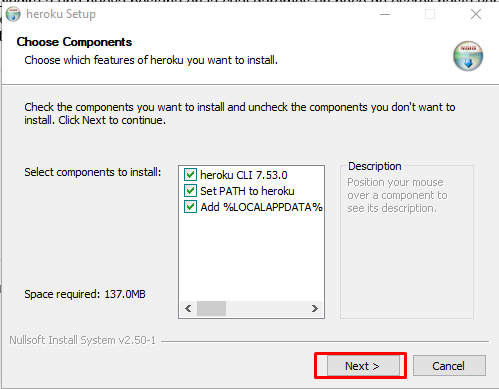 heroku Setup
Choose Components
Choose which features of heroku you want to install.
Check the components you want to install and uncheck the components you don't want to
install. Click Next to continue.
Select components to install:
heroku CLI 7.53.0
Set PATH to heroku
Add %LOCALAPPDATA%
Description
Position your mouse
over a component to
see its description.
Space required: 137.0MB
Nullsoft Install System v2.50-1
Next >
Cancel